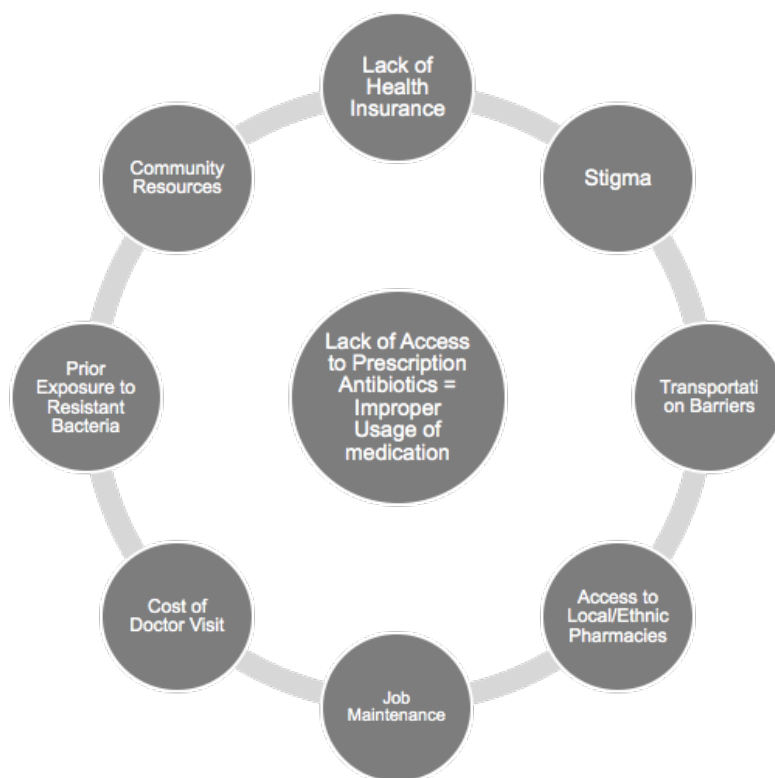 Lack of
Health
Insurance
Stigma
Transportati
on Barriers
Access to
Local/Ethnic
Pharmacies
Job
Maintenance
Cost of
Doctor Visit
Prior
Exposure to
Resistant
Bacteria
Community
Resources
Lack of Access
to Prescription
Antibiotics =
Improper
Usage of
medication